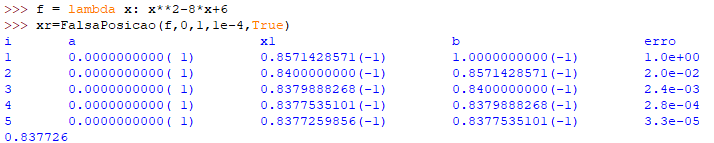 >>> f = lambda x: x**2-8*x+6
>>> xr=FalsaPosicao(f,0,1,1e-4,True)
i a x1 b erro
1 0.0000000000( 1) 0.8571428571(-1) 1.0000000000(-1) 1.0e+00
2 0.0000000000( 1) 0.8400000000(-1) 0.8571428571(-1) 2.0e-02
3 0.0000000000( 1) 0.8379888268(-1) 0.8400000000(-1) 2.4e-03
4 0.0000000000( 1) 0.8377535101(-1) 0.8379888268(-1) 2.8e-04
5 0.0000000000( 1) 0.8377259856(-1) 0.8377535101(-1) 3.3e-05
0.837726